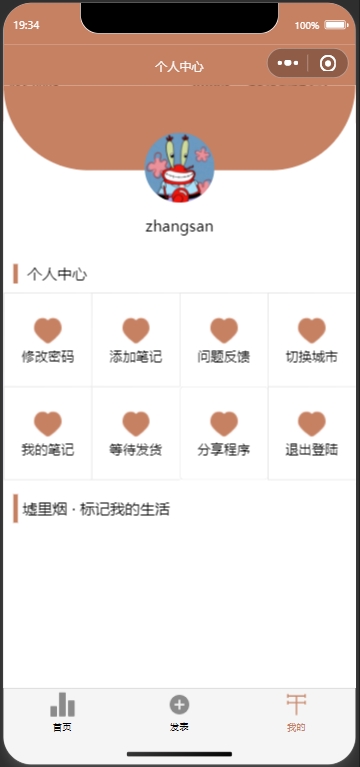 19:34 100%
个人中心
zhangsan
个人中心
修改密码 添加笔记 问题反馈 切换城市
我的笔记 等待发货 分享程序 退出登陆
墟里烟 · 标记我的生活
首页 发表 我的